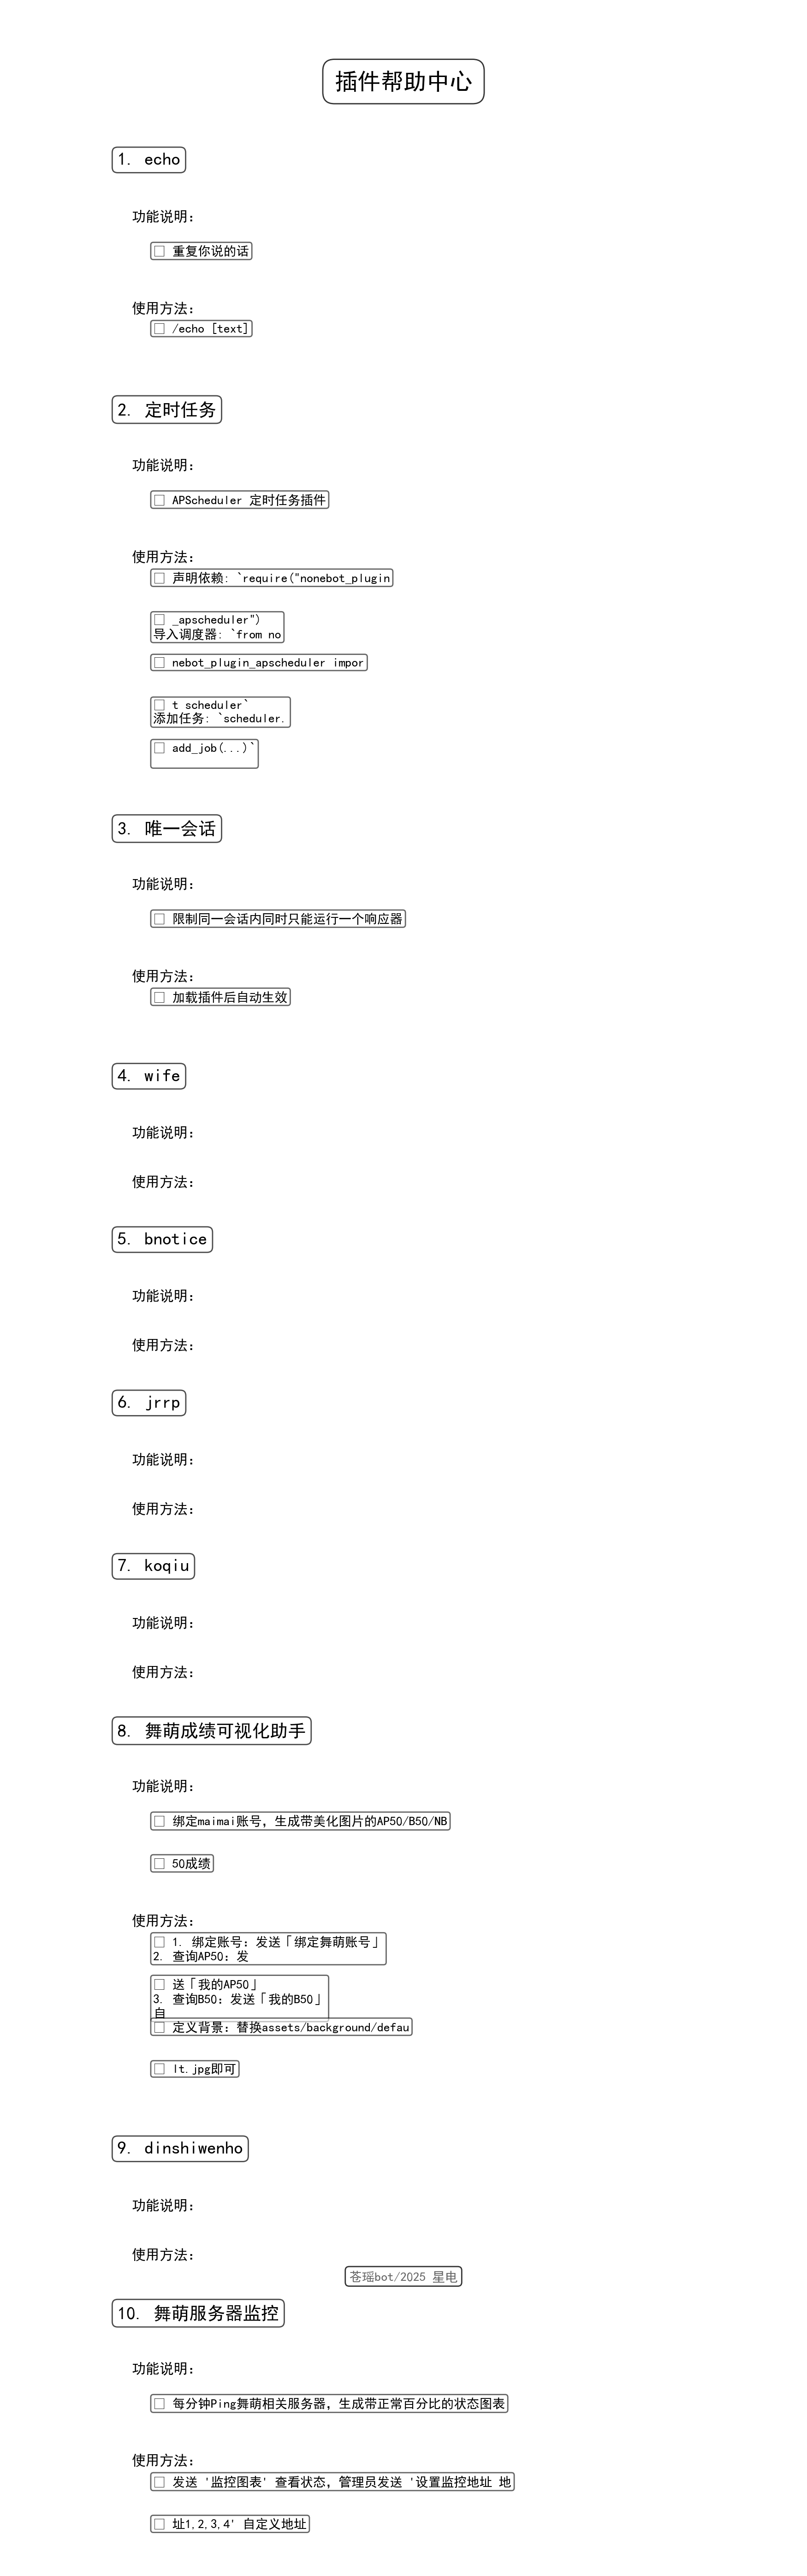 插件帮助中心
1. echo
功能说明:
□ 重复你说的话
使用方法:
□ /echo [text]
2. 定时任务
功能说明:
□ APScheduler 定时任务插件
使用方法:
□ 声明依赖: `require("nonebot_plugin
□ _apscheduler")
导入调度器: `from no
□ nebot_plugin_apscheduler impor
□ t scheduler`
添加任务: `scheduler.
□ add_job(...)`
3. 唯一会话
功能说明:
□ 限制同一会话内同时只能运行一个响应器
使用方法:
□ 加载插件后自动生效
4. wife
功能说明:
使用方法:
5. bnotice
功能说明:
使用方法:
6. jrrp
功能说明:
使用方法:
7. koqiu
功能说明:
使用方法:
8. 舞萌成绩可视化助手
功能说明:
□ 绑定maimai账号，生成带美化图片的AP50/B50/NB
□ 50成绩
使用方法:
□ 1. 绑定账号：发送「绑定舞萌账号」
2. 查询AP50：发
□ 送「我的AP50」
3. 查询B50：发送「我的B50」
自
□ 定义背景：替换assets/background/defau
□ lt.jpg即可
9. dinshiwenho
功能说明:
使用方法:
苍瑶bot/2025 星电
10. 舞萌服务器监控
功能说明:
□ 每分钟Ping舞萌相关服务器，生成带正常百分比的状态图表
使用方法:
□ 发送 '监控图表' 查看状态，管理员发送 '设置监控地址 地
□ 址1,2,3,4' 自定义地址